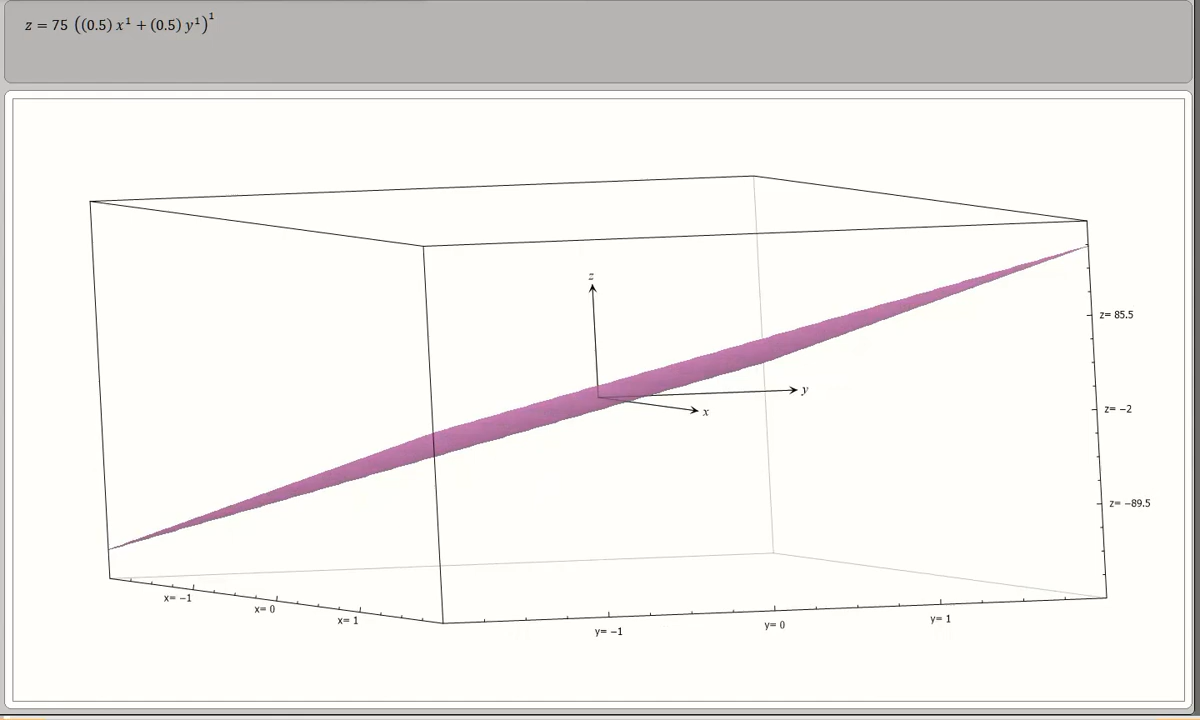 z = 75 ((0.5) x¹ + (0.5) y¹)¹
z
y
x
z= 85.5
z= −2
z= −89.5
x= −1
x= 0
x= 1
y= −1
y= 0
y= 1